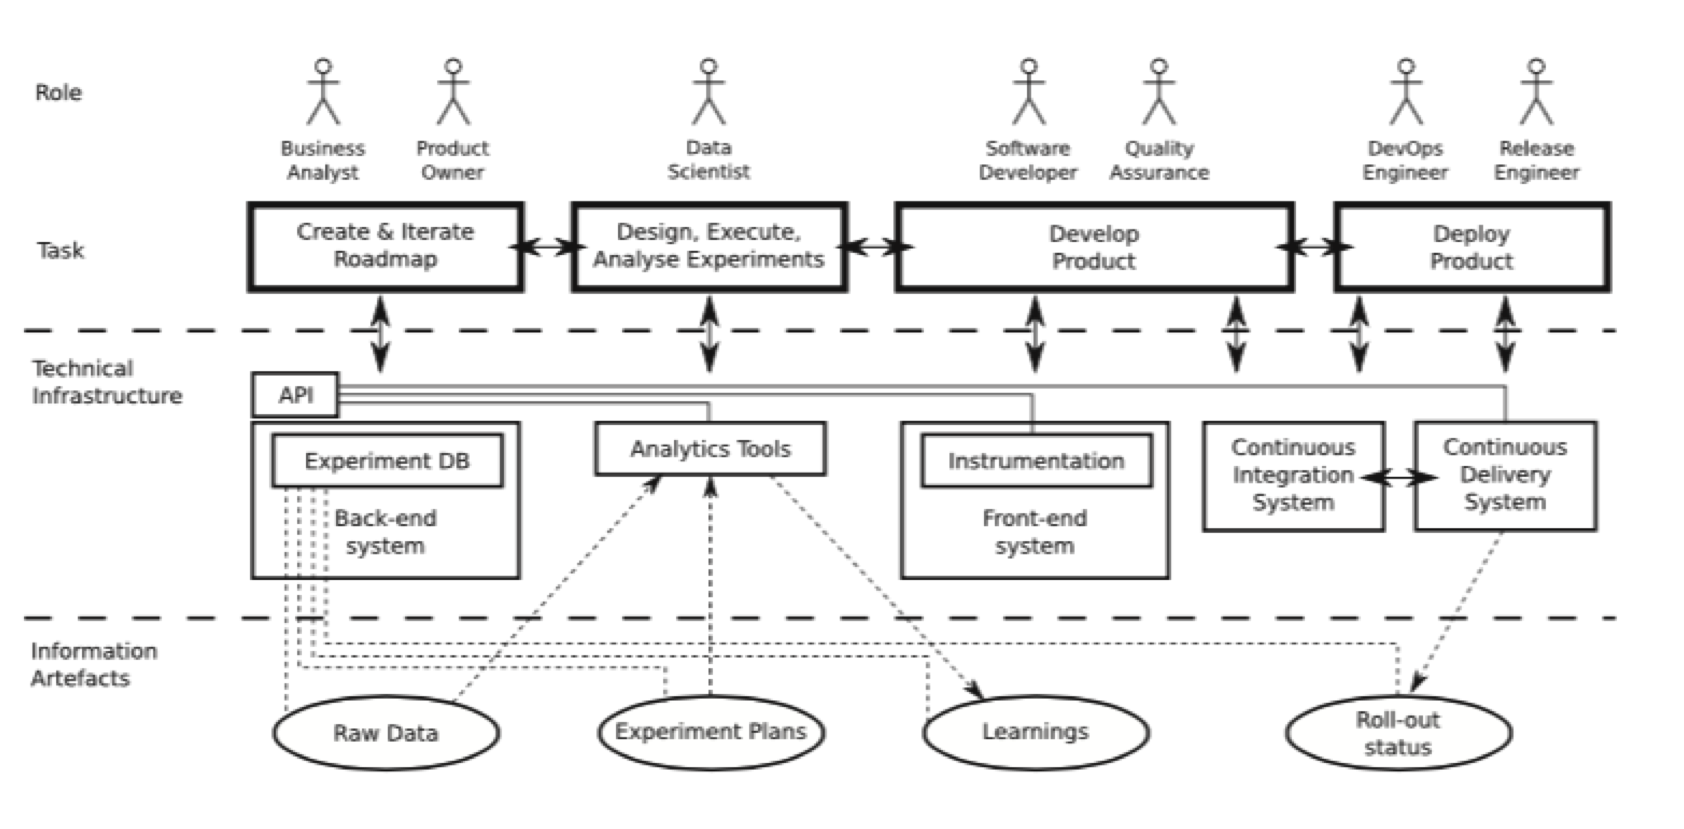 Role
Business
Analyst
Product
Owner
Data
Scientist
Software
Developer
Quality
Assurance
DevOps
Engineer
Release
Engineer
Task
Create & Iterate
Roadmap
Design, Execute,
Analyse Experiments
Develop
Product
Deploy
Product
Technical
Infrastructure
API
Experiment DB
Back-end
system
Analytics Tools
Instrumentation
Front-end
system
Continuous
Integration
System
Continuous
Delivery
System
Information
Artefacts
Raw Data
Experiment Plans
Learnings
Roll-out
status